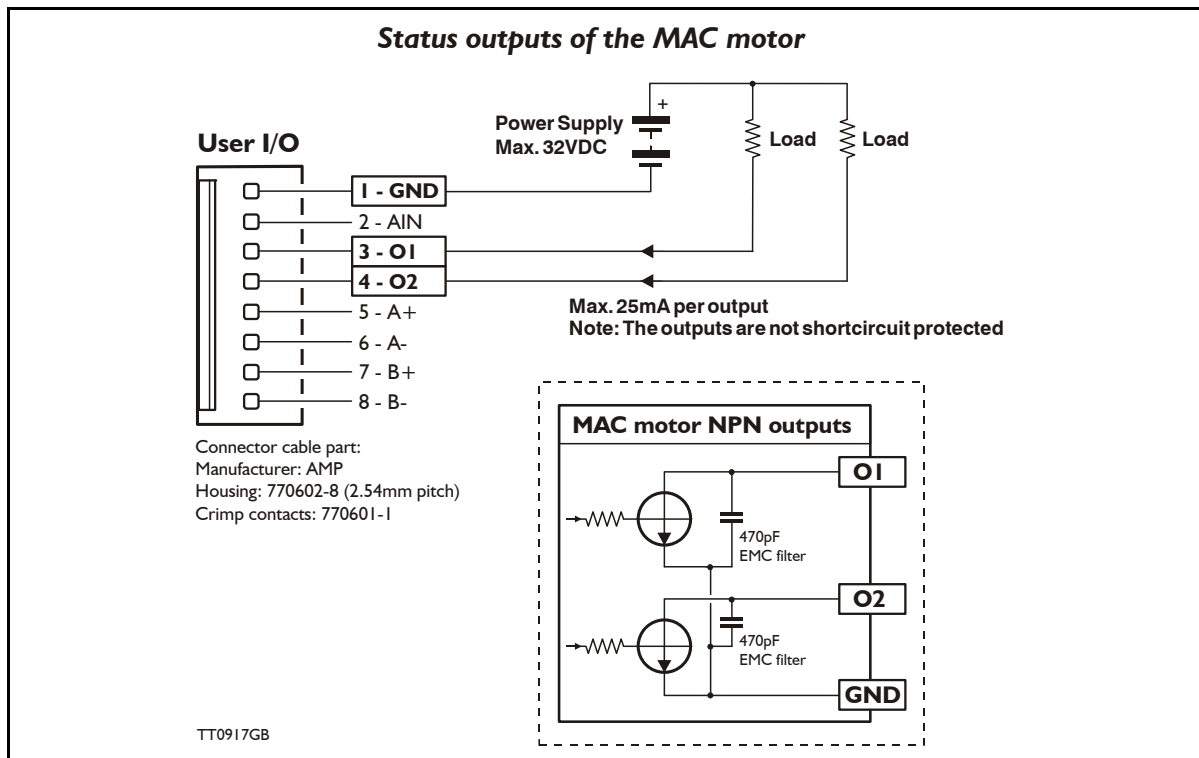 Status outputs of the MAC motor
User I/O
Power Supply
Max. 32VDC
+
Load
Load
1 - GND
2 - AIN
3 - O1
4 - O2
5 - A+
6 - A-
7 - B+
8 - B-
Max. 25mA per output
Note: The outputs are not shortcircuit protected
Connector cable part:
Manufacturer: AMP
Housing: 770602-8 (2.54mm pitch)
Crimp contacts: 770601-1
MAC motor NPN outputs
O1
470pF
EMC filter
O2
470pF
EMC filter
GND
TT0917GB